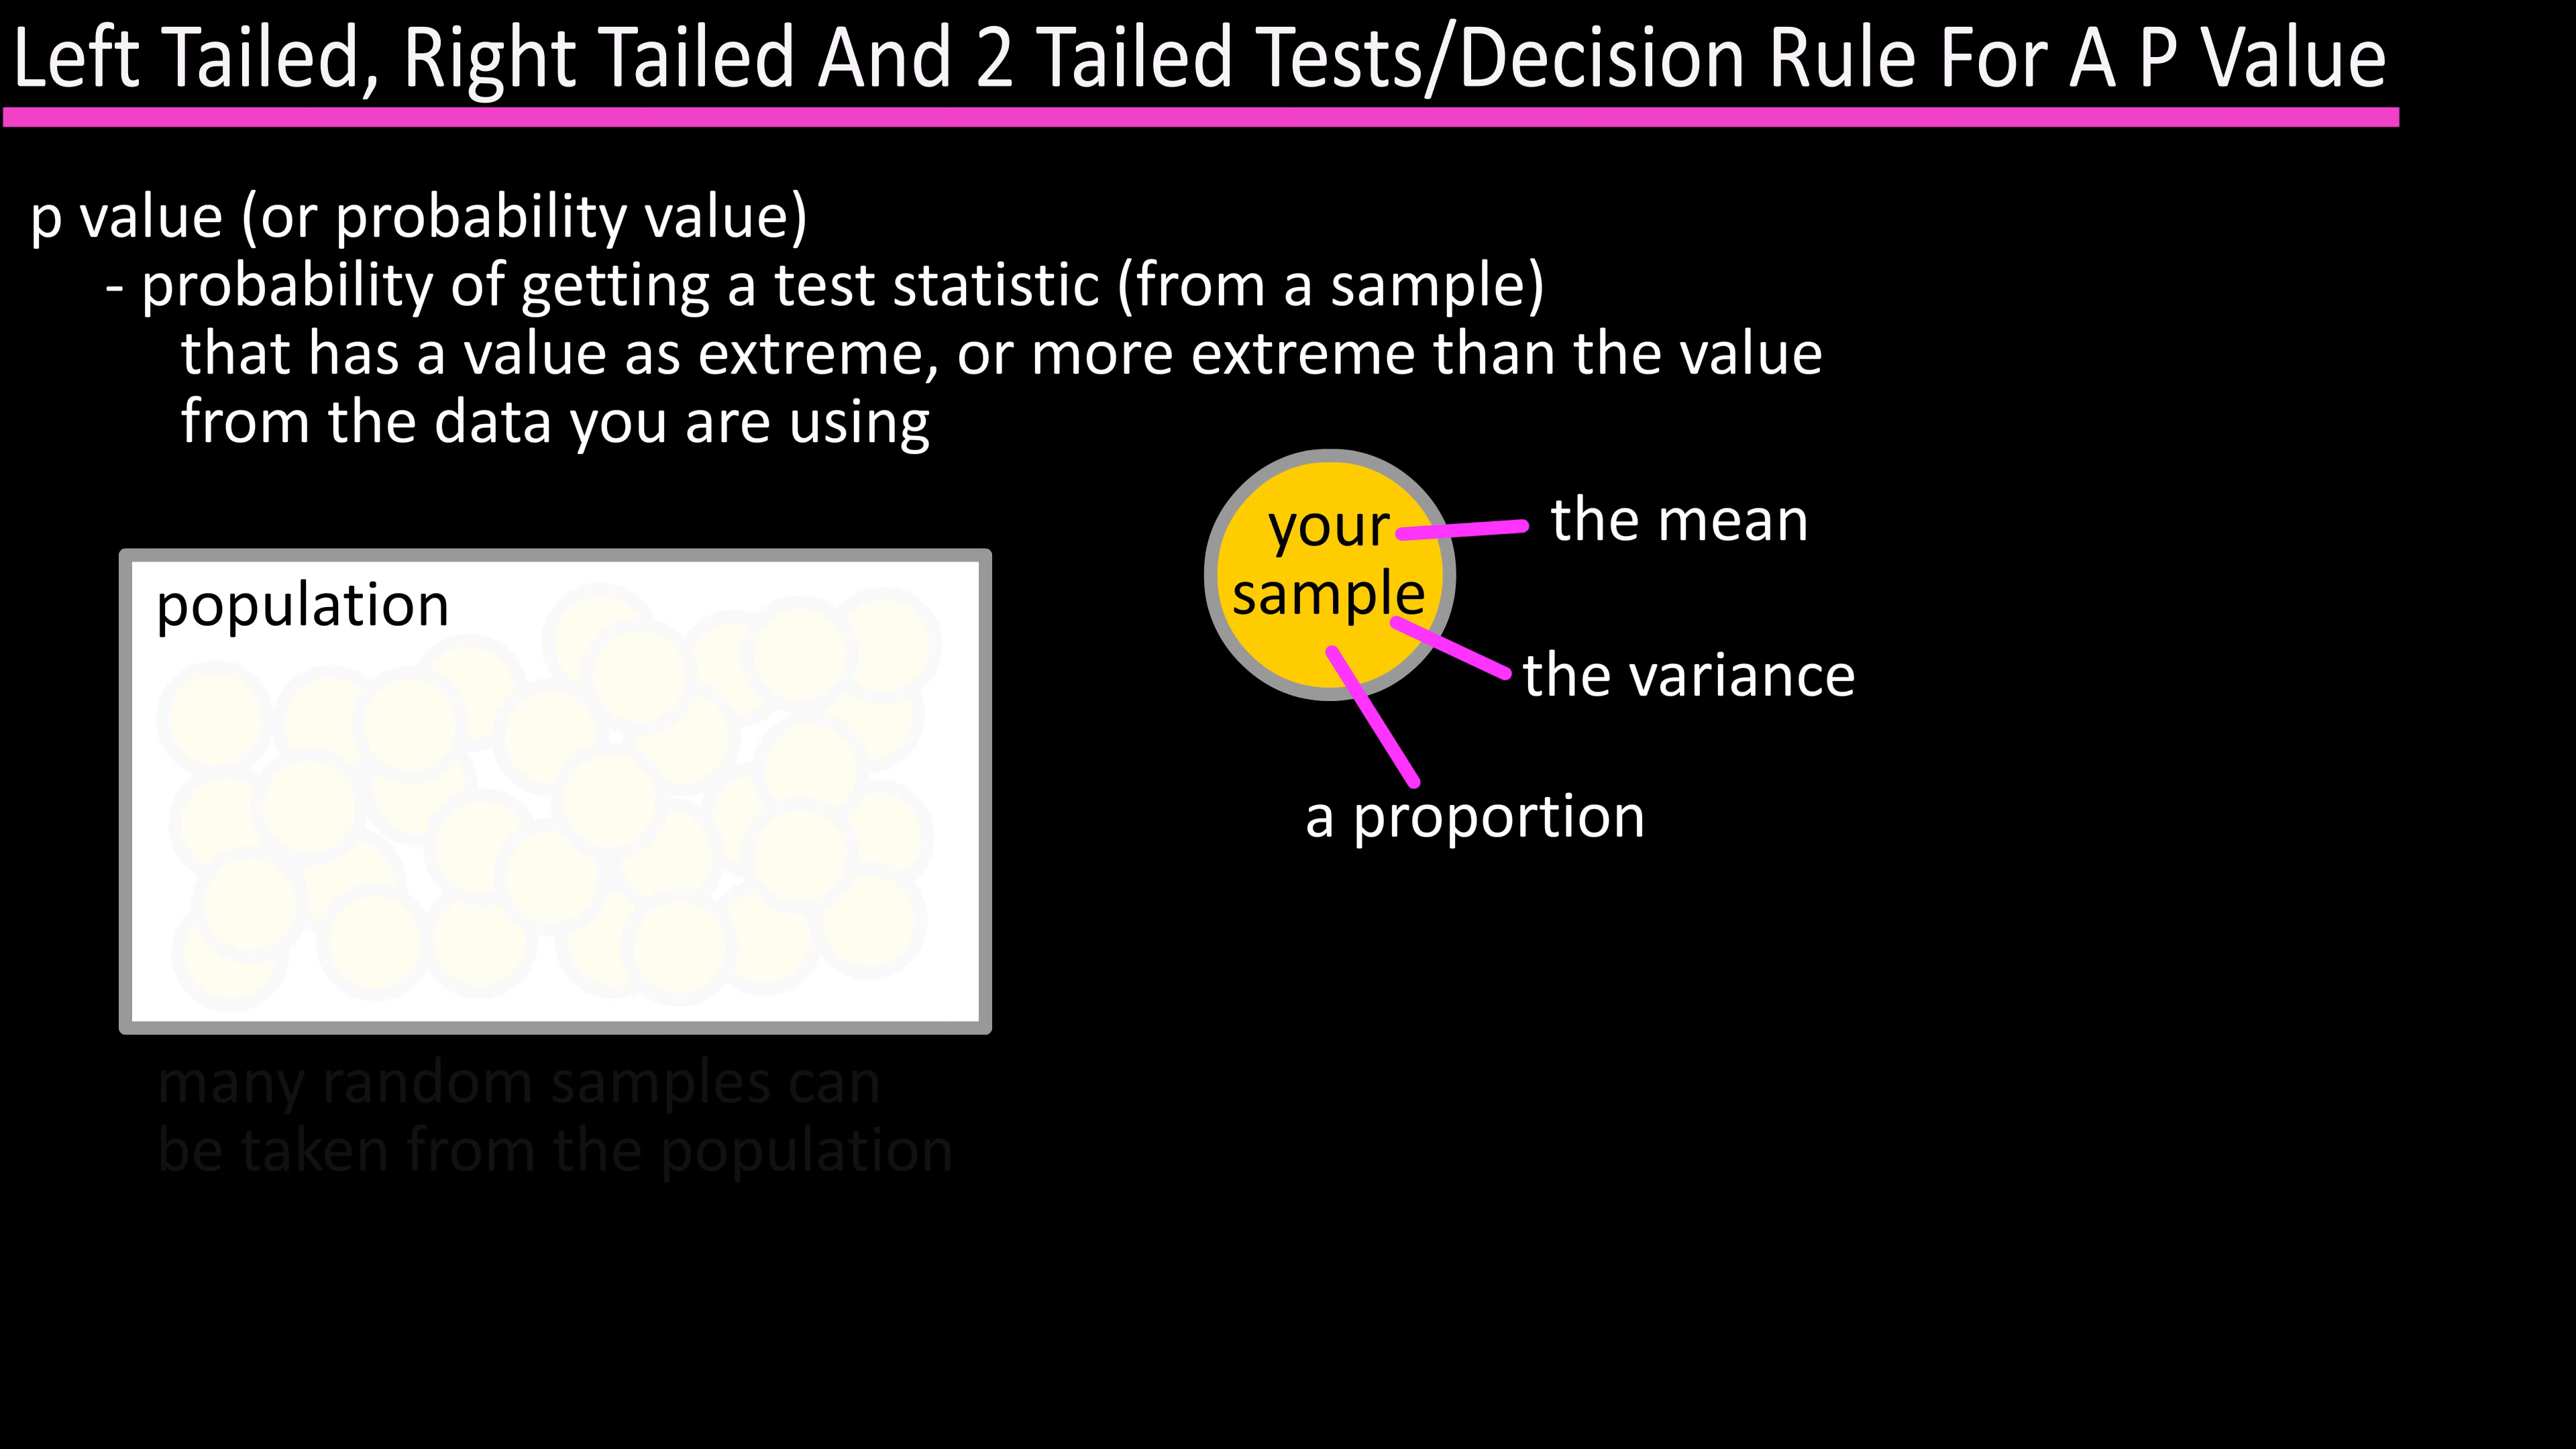 Left Tailed, Right Tailed And 2 Tailed Tests/Decision Rule For A P Value
p value (or probability value)
- probability of getting a test statistic (from a sample)
that has a value as extreme, or more extreme than the value
from the data you are using
population
your
sample
the mean
the variance
a proportion
many random samples can
be taken from the population